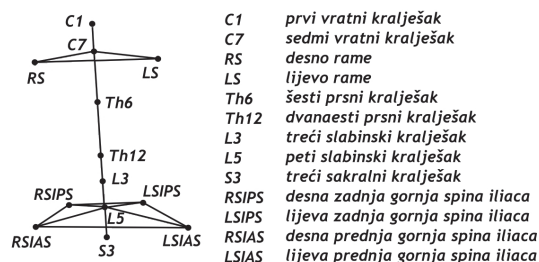 C1
C7
RS
LS
Th6
Th12
L3
RSIPS
LSIPS
L5
RSIAS
LSIAS
S3
C1 prvi vratni kralješak
C7 sedmi vratni kralješak
RS desno rame
LS lijevo rame
Th6 šesti prsni kralješak
Th12 dvanaesti prsni kralješak
L3 treći slabinski kralješak
L5 peti slabinski kralješak
S3 treći sakralni kralješak
RSIPS desna zadnja gornja spina iliaca
LSIPS lijeva zadnja gornja spina iliaca
RSIAS desna prednja gornja spina iliaca
LSIAS lijeva prednja gornja spina iliaca